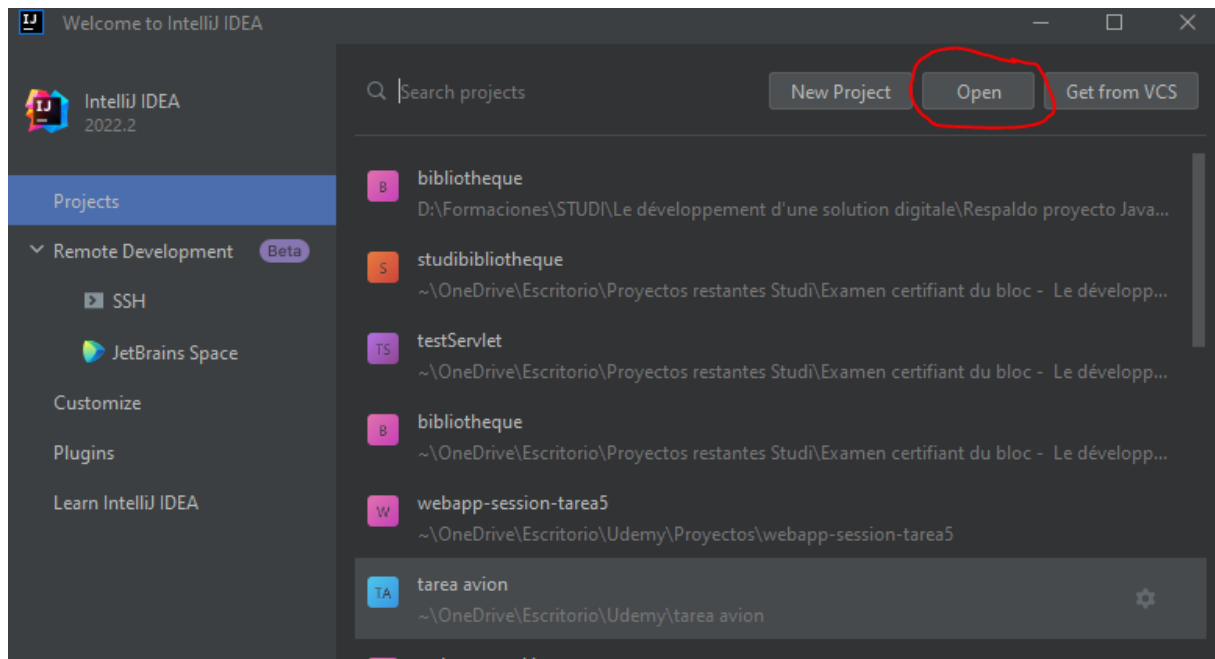 Welcome to IntelliJ IDEA
IntelliJ IDEA
2022.2
Search projects
New Project
Open
Get from VCS
Projects
Remote Development Beta
SSH
JetBrains Space
Customize
Plugins
Learn IntelliJ IDEA
B bibliotheque
D:\Formaciones\STUDI\Le développement d'une solution digitale\Respaldo proyecto Java...
S studibibliotheque
~\OneDrive\Escritorio\Proyectos restantes Studi\Examen certifiant du bloc - Le développ...
TS testServlet
~\OneDrive\Escritorio\Proyectos restantes Studi\Examen certifiant du bloc - Le développ...
B bibliotheque
~\OneDrive\Escritorio\Proyectos restantes Studi\Examen certifiant du bloc - Le développ...
W webapp-session-tarea5
~\OneDrive\Escritorio\Udemy\Proyectos\webapp-session-tarea5
TA tarea avion
~\OneDrive\Escritorio\Udemy\tarea avion